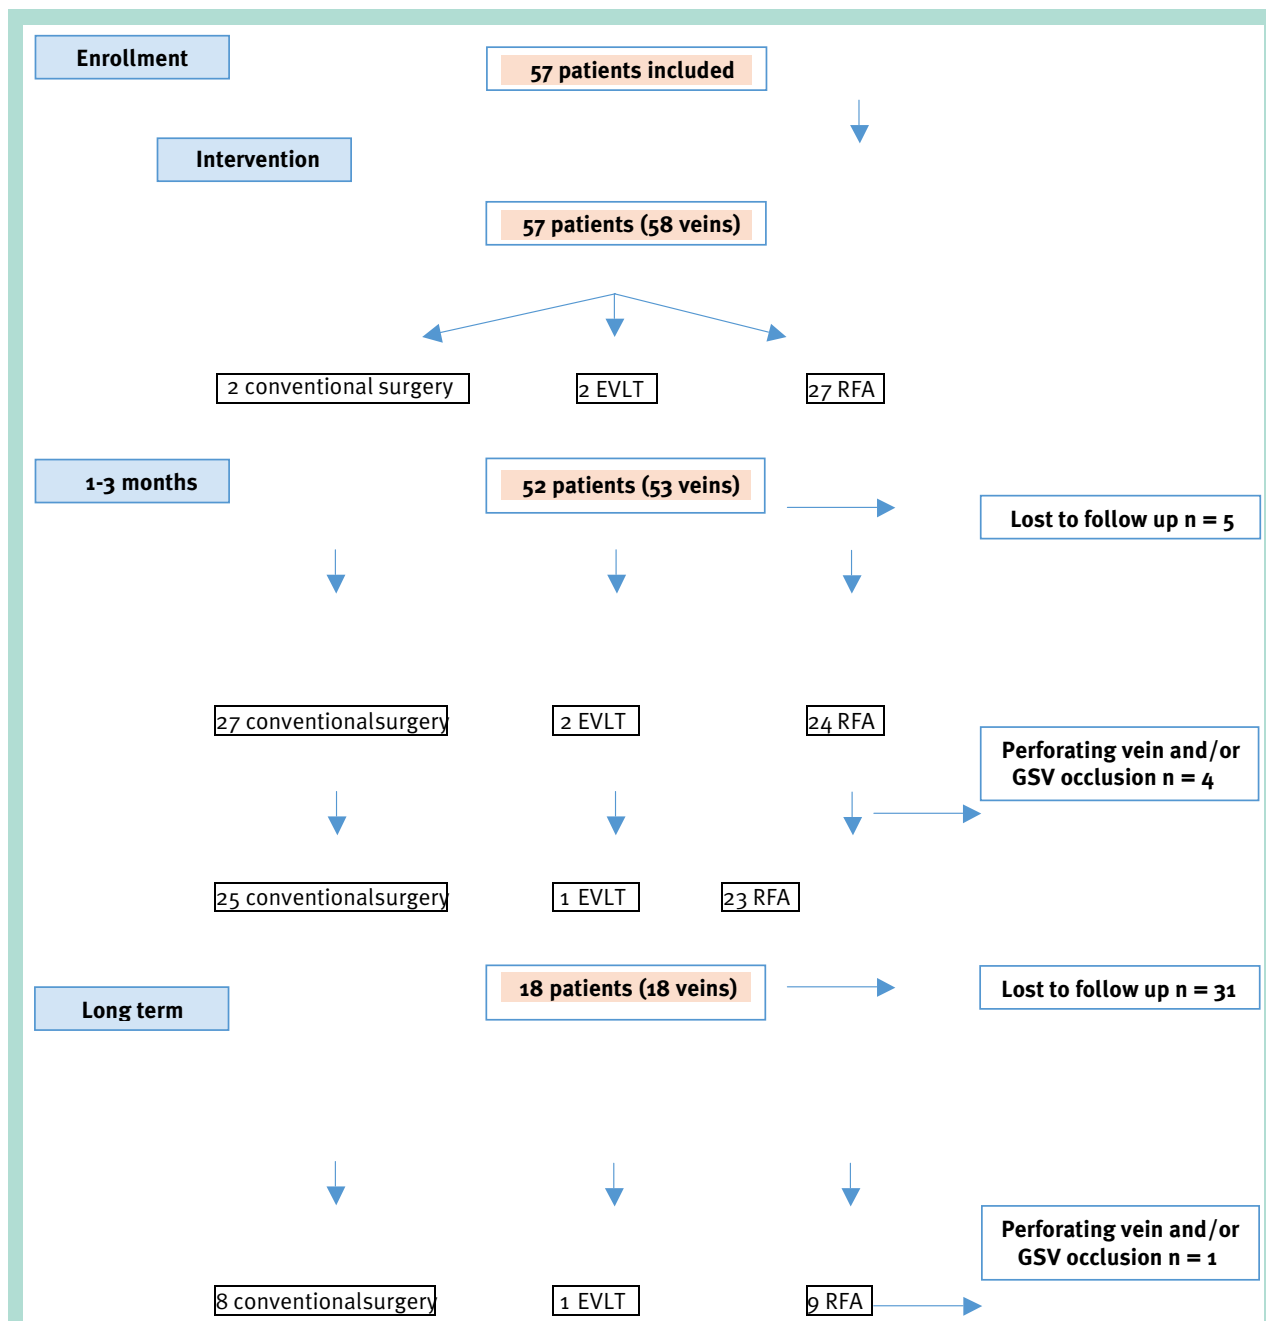 Enrollment
57 patients included
Intervention
57 patients (58 veins)
2 conventional surgery
2 EVLT
27 RFA
1-3 months
52 patients (53 veins)
Lost to follow up n = 5
27 conventionalsurgery
2 EVLT
24 RFA
Perforating vein and/or
GSV occlusion n = 4
25 conventionalsurgery
1 EVLT
23 RFA
Long term
18 patients (18 veins)
Lost to follow up n = 31
Perforating vein and/or
GSV occlusion n = 1
8 conventionalsurgery
1 EVLT
9 RFA